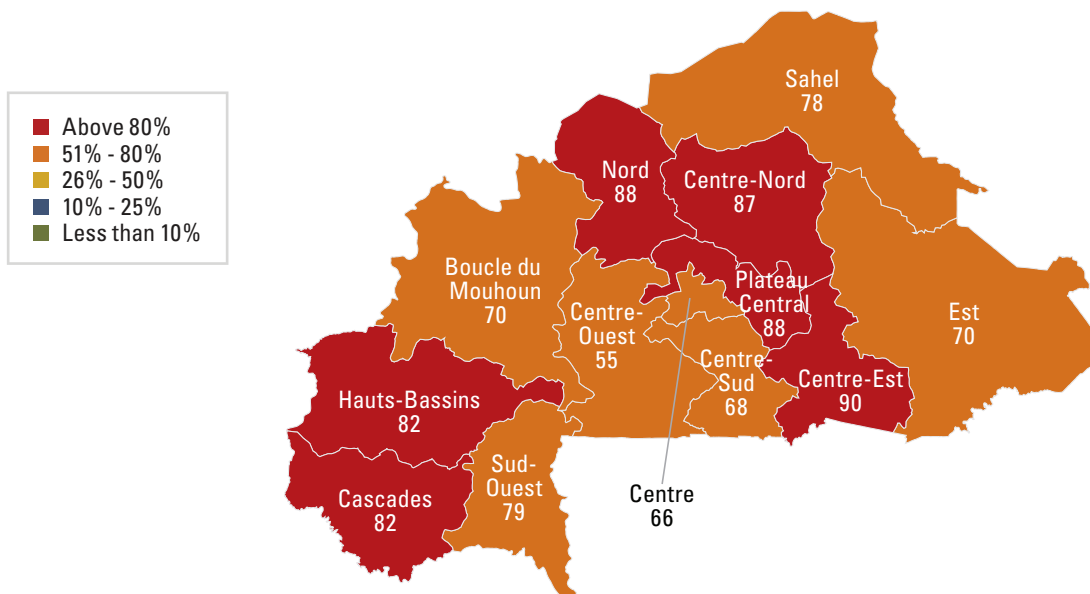 Above 80%
51% - 80%
26% - 50%
10% - 25%
Less than 10%
Sahel
78
Nord
88
Centre-Nord
87
Boucle du
Mouhoun
70
Centre-
Ouest
55
Plateau
Central
88
Est
70
Centre-
Sud
68
Centre-Est
90
Hauts-Bassins
82
Cascades
82
Sud-
Ouest
79
Centre
66